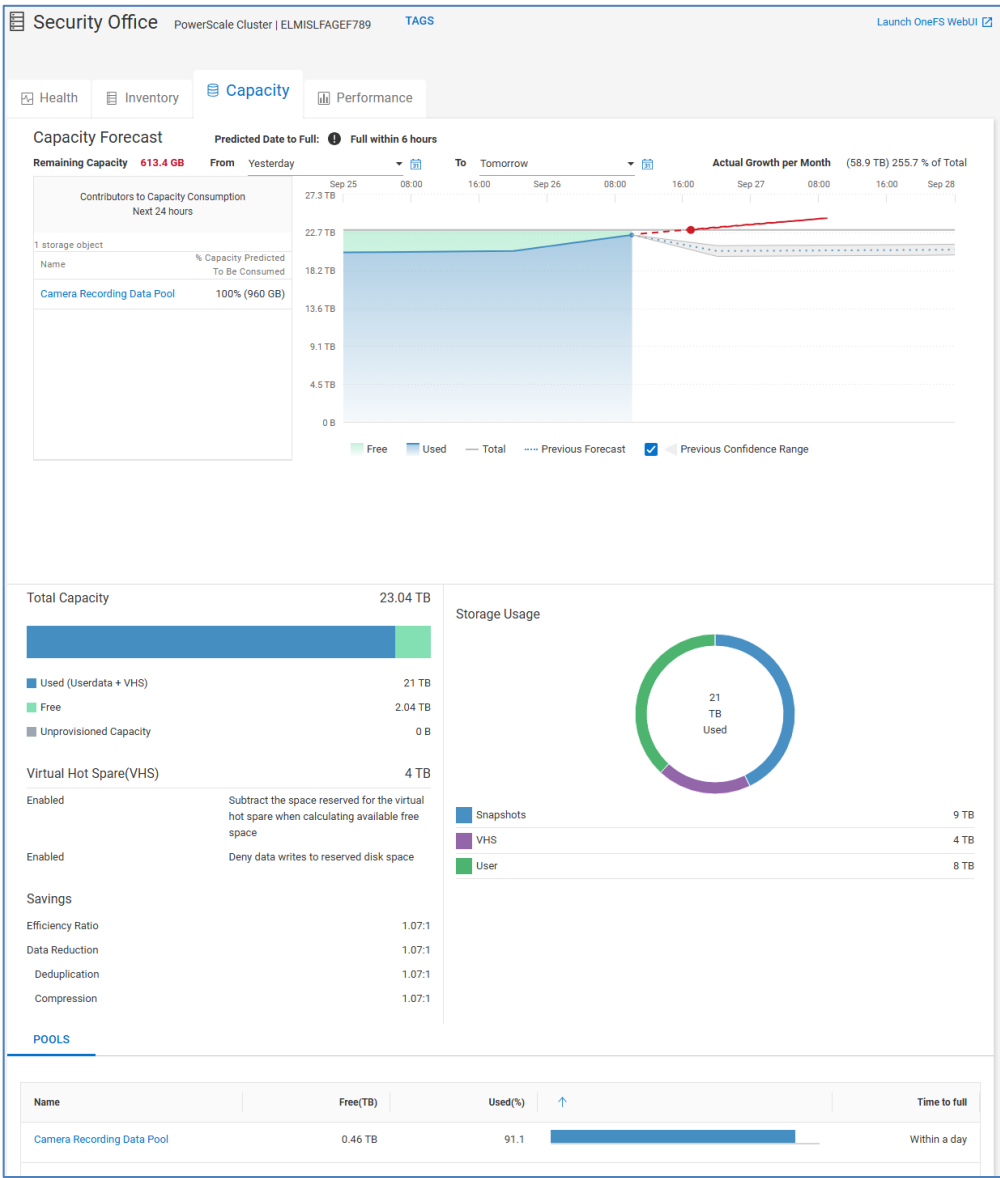 Security Office PowerScale Cluster | ELMISLFAGEF789 TAGS Launch OneFS WebUI
Health Inventory Capacity Performance
Capacity Forecast Predicted Date to Full: Full within 6 hours
Remaining Capacity 613.4 GB From Yesterday To Tomorrow Actual Growth per Month (58.9 TB) 255.7 % of Total
Contributors to Capacity Consumption
Next 24 hours
1 storage object
Name % Capacity Predicted
To Be Consumed
Camera Recording Data Pool 100% (960 GB)
Sep 25 08:00 16:00 Sep 26 08:00 16:00 Sep 27 08:00 16:00 Sep 28
27.3 TB
22.7TB
18.2 TB
13.6 TB
9.1 TB
4.5 TB
0 B
Free Used Total Previous Forecast Previous Confidence Range
Total Capacity 23.04 TB
Used (Userdata + VHS) 21 TB
Free 2.04 TB
Unprovisioned Capacity 0 B
Virtual Hot Spare(VHS) 4 TB
Enabled Subtract the space reserved for the virtual
hot spare when calculating available free
space
Enabled Deny data writes to reserved disk space
Savings
Efficiency Ratio 1.07:1
Data Reduction 1.07:1
Deduplication 1.07:1
Compression 1.07:1
Storage Usage
21
TB
Used
Snapshots 9 TB
VHS 4 TB
User 8 TB
POOLS
Name Free(TB) Used(%) Time to full
Camera Recording Data Pool 0.46 TB 91.1 Within a day